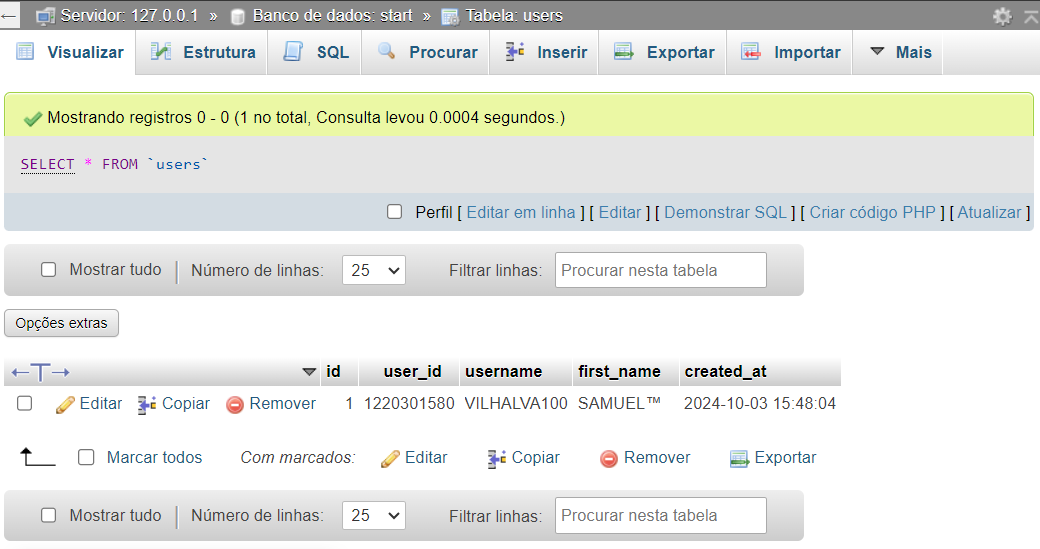 Servidor: 127.0.0.1 » Banco de dados: start » Tabela: users
Visualizar Estrutura SQL Procurar Inserir Exportar Importar Mais
Mostrando registros 0 - 0 (1 no total, Consulta levou 0.0004 segundos.)
SELECT * FROM `users`
Perfil [ Editar em linha ] [ Editar ] [ Demonstrar SQL ] [ Criar código PHP ] [ Atualizar ]
Mostrar tudo | Número de linhas: 25 Filtrar linhas: Procurar nesta tabela
Opções extras
id user_id username first_name created_at
Editar Copiar Remover 1 1220301580 VILHALVA100 SAMUEL™ 2024-10-03 15:48:04
Marcar todos Com marcados: Editar Copiar Remover Exportar
Mostrar tudo | Número de linhas: 25 Filtrar linhas: Procurar nesta tabela